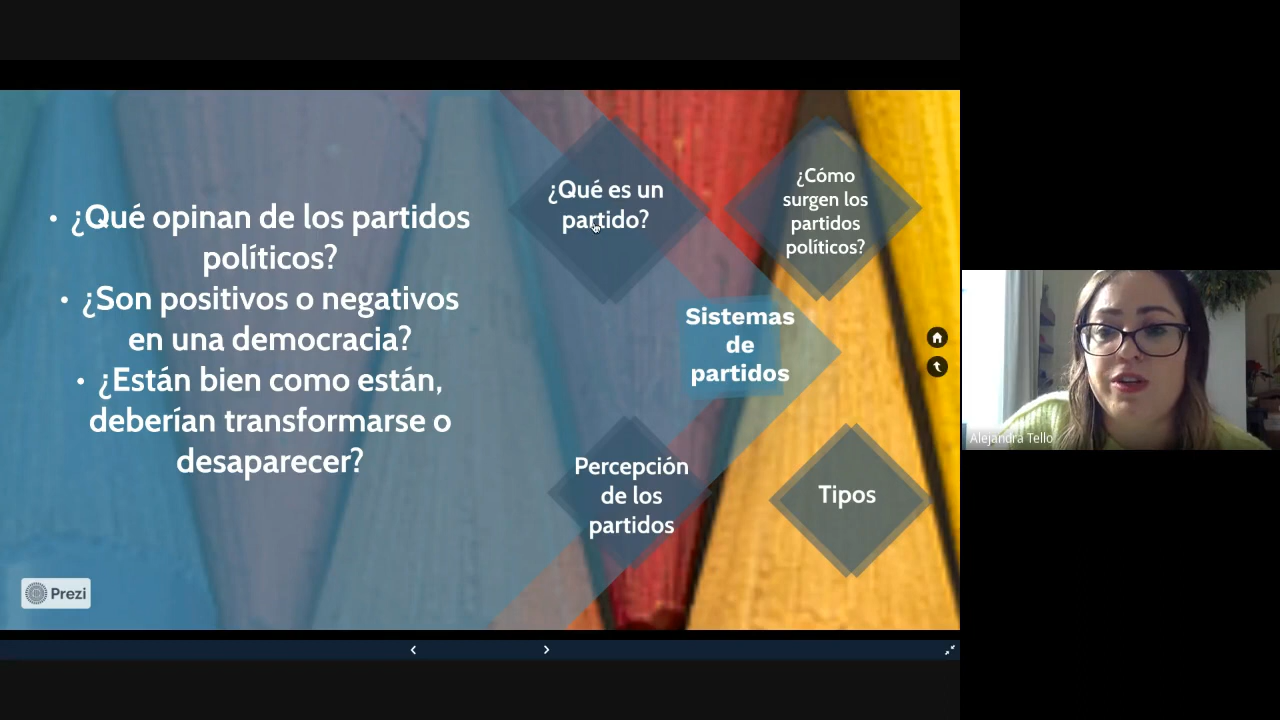 • ¿Qué opinan de los partidos
políticos?
• ¿Son positivos o negativos
en una democracia?
• ¿Están bien como están,
deberían transformarse o
desaparecer?
¿Qué es un
partido?
¿Cómo
surgen los
partidos
políticos?
Sistemas
de
partidos
Percepción
de los
partidos
Tipos
Prezi
Alejandra Tello